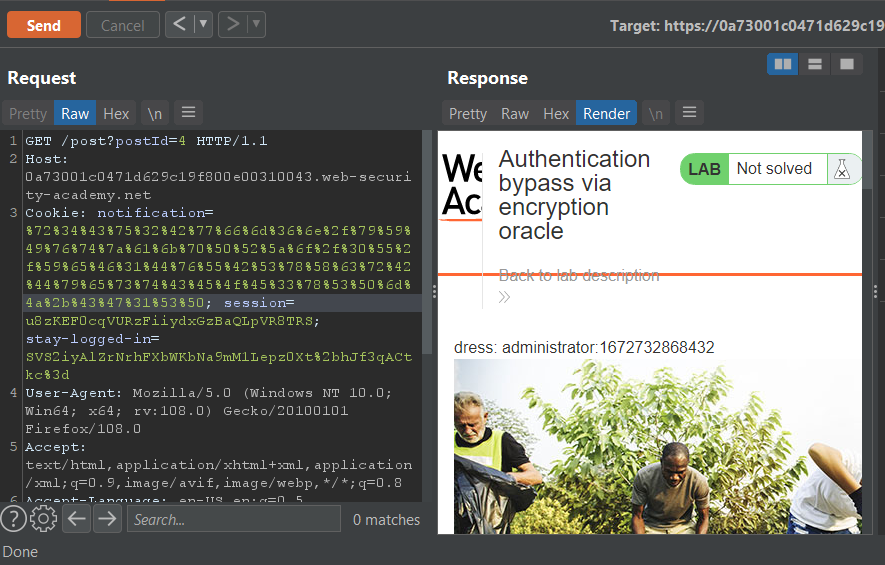 Send
Cancel
<
>
Target: https://0a73001c0471d629c19
Request
Response
Pretty Raw Hex \n
Pretty Raw Hex Render \n
1 GET /post?postId=4 HTTP/1.1
2 Host:
0a73001c0471d629c19f800e00310043.web-secur
ity-academy.net
3 Cookie: notification=
%72%34%43%75%32%42%77%66%6d%36%6e%2f%79%59%
49%76%74%7a%61%6b%70%50%52%5a%6f%2f%30%55%2
f%59%65%46%31%44%76%55%42%53%78%58%63%72%42
%44%79%65%73%74%43%45%4f%45%33%78%53%50%6d%
4a%2b%43%47%31%53%50; session=
u8zKEF0cqVURzFiiydxGzBaQLpVR8TRS;
stay-logged-in=
SVS2iyAlZrNrhFXbWKbNa9mMlLepz0Xt%2bhJf3qACt
kc%3d
4 User-Agent: Mozilla/5.0 (Windows NT 10.0;
Win64; x64; rv:108.0) Gecko/20100101
Firefox/108.0
5 Accept:
text/html,application/xhtml+xml,application
/xml;q=0.9,image/avif,image/webp,*/*;q=0.8
6 Accept-Language: en-US,en;q=0.5
Search...
0 matches
Done
We
Aca
Authentication
bypass via
encryption
oracle
LAB Not solved
Back to lab description
dress: administrator:1672732868432